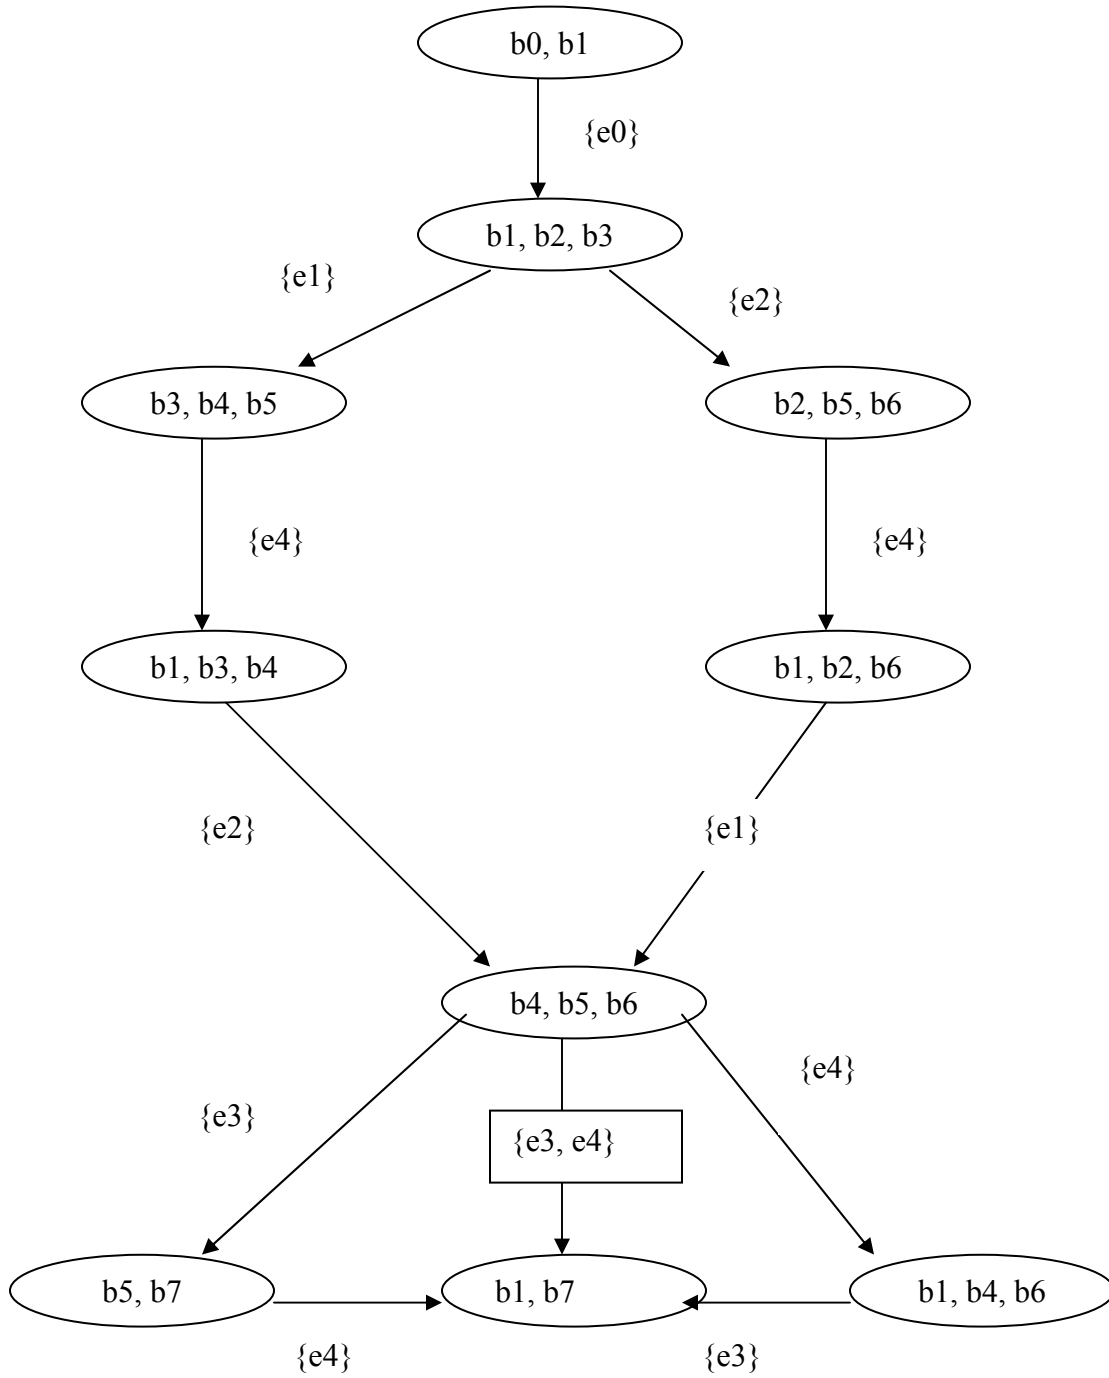 b0, b1
{e0}
b1, b2, b3
{e1}
{e2}
b3, b4, b5
b2, b5, b6
{e4}
{e4}
b1, b3, b4
b1, b2, b6
{e2}
{e1}
b4, b5, b6
{e4}
{e3}
{e3, e4}
b5, b7
b1, b7
b1, b4, b6
{e4}
{e3}